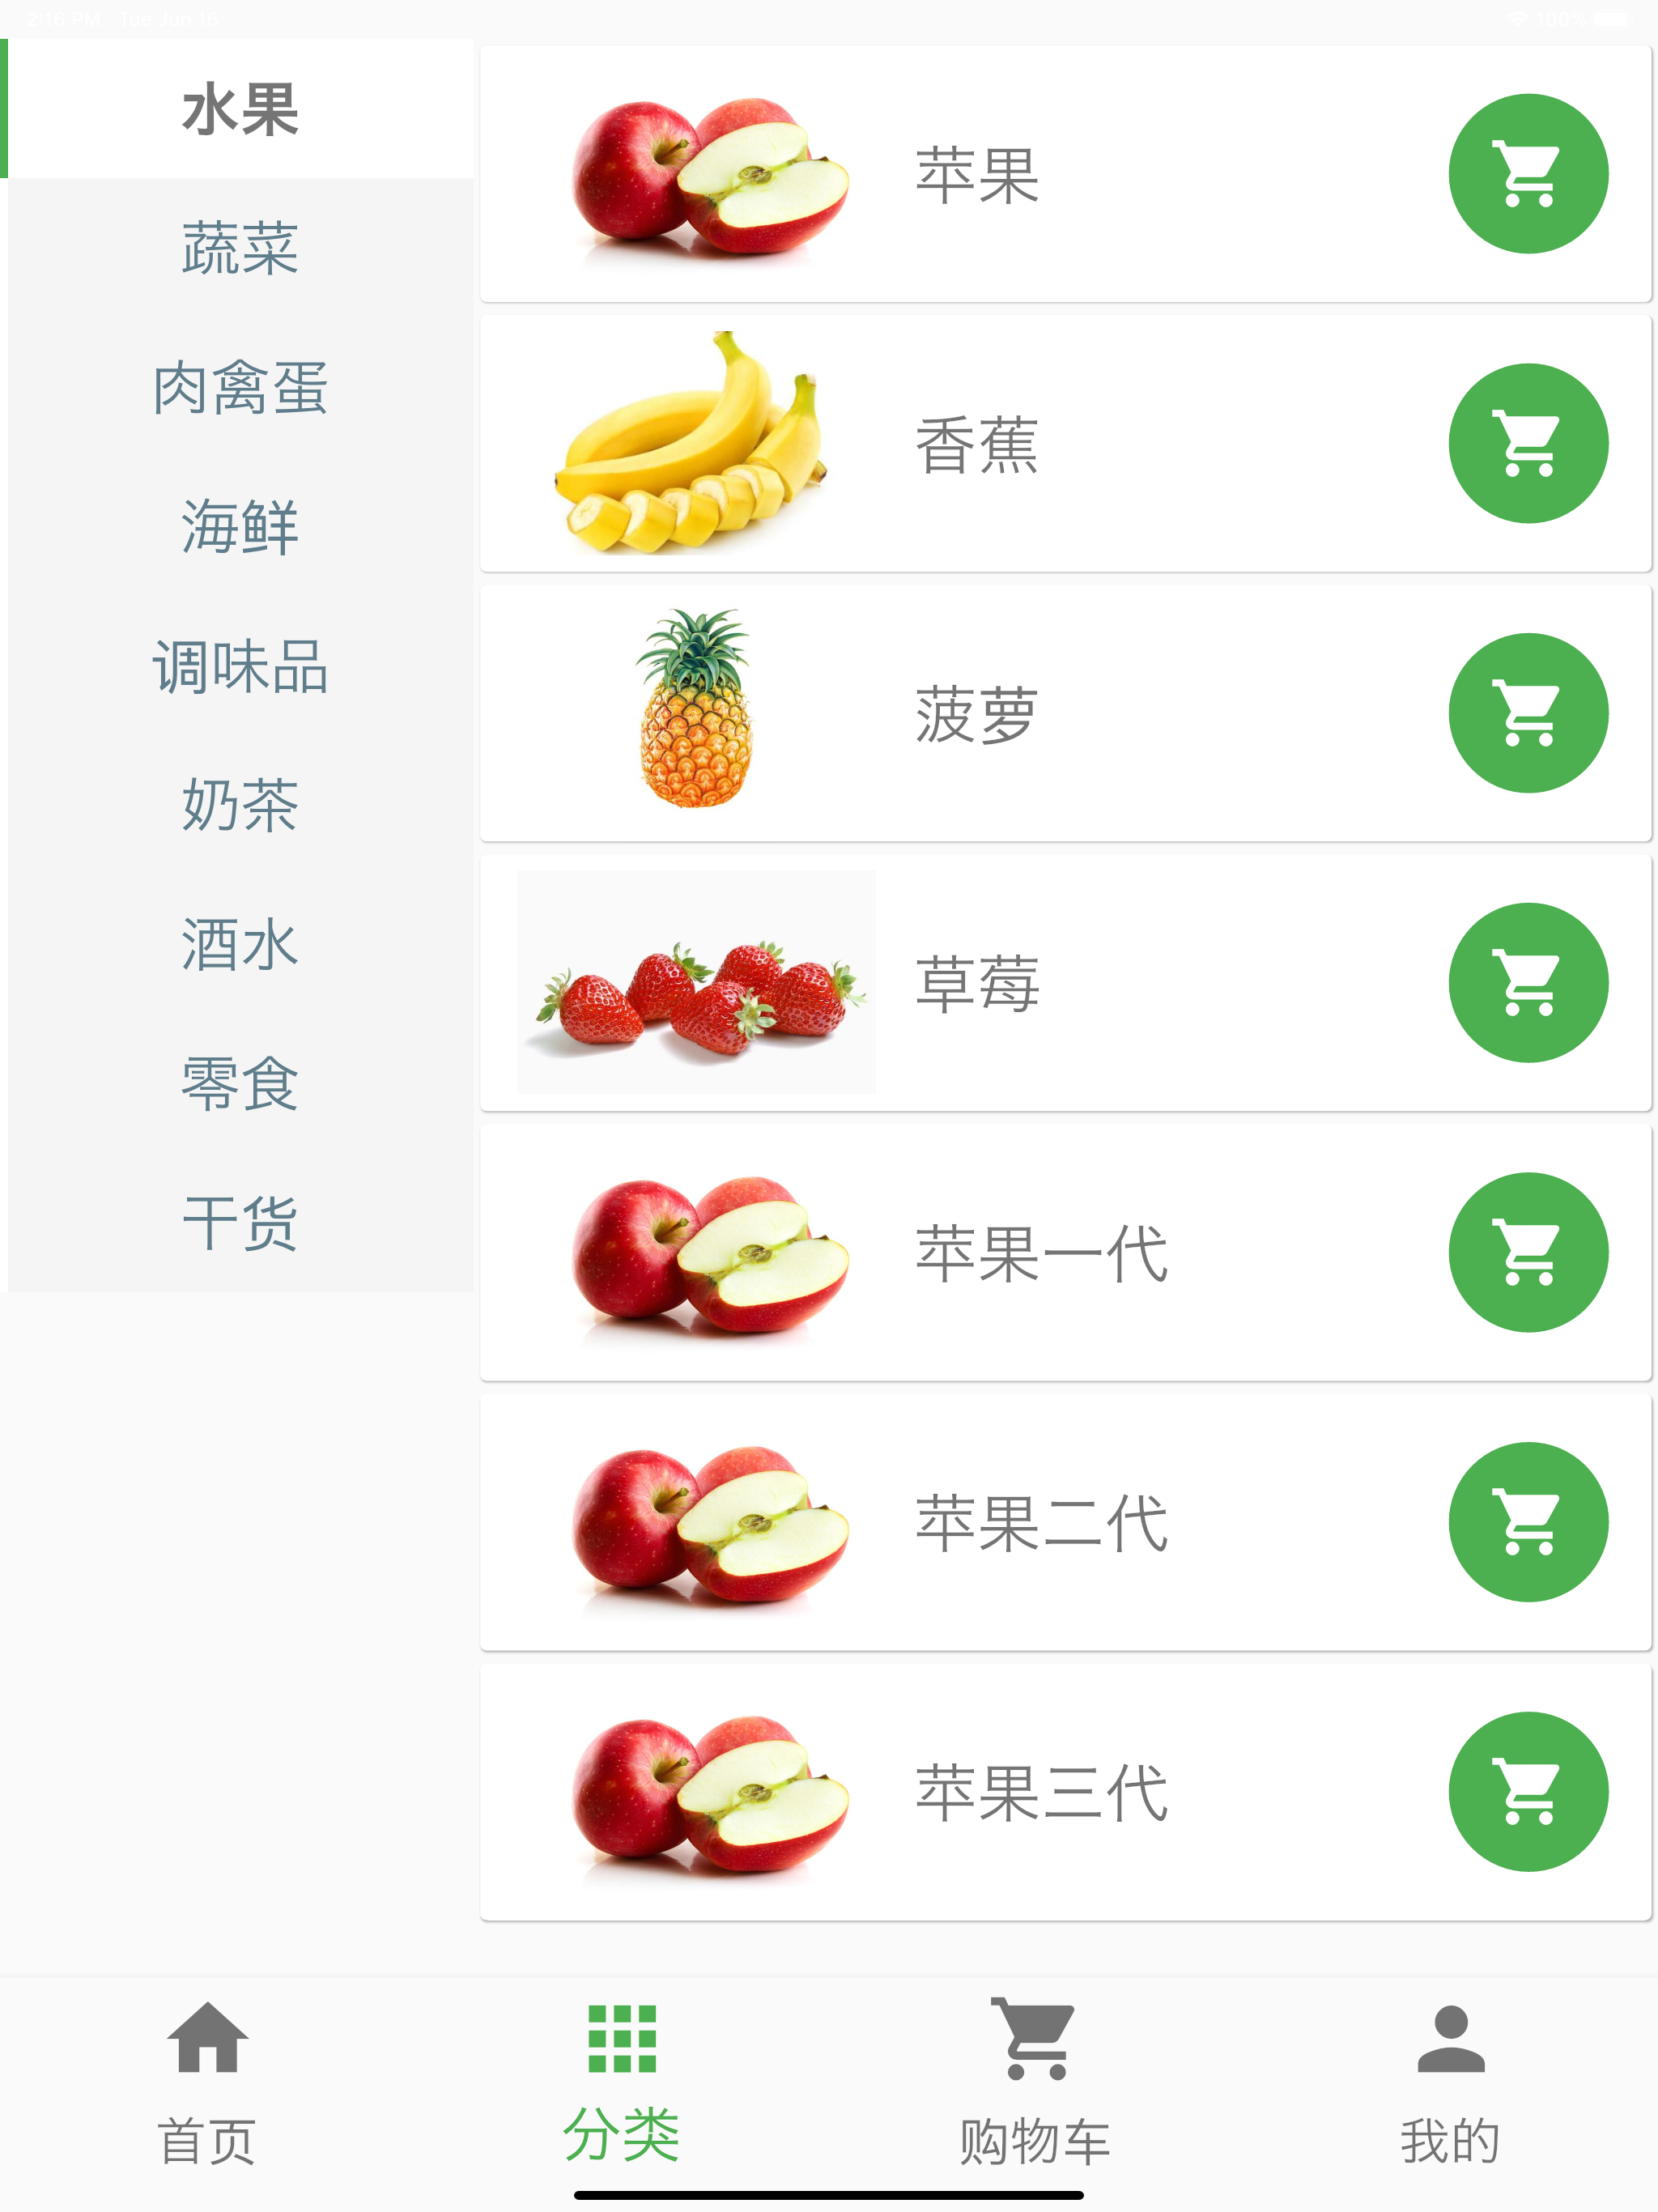 2:16 PM Tue Jun 15
100%
水果
蔬菜
肉禽蛋
海鲜
调味品
奶茶
酒水
零食
干货
苹果
香蕉
菠萝
草莓
苹果一代
苹果二代
苹果三代
首页
分类
购物车
我的